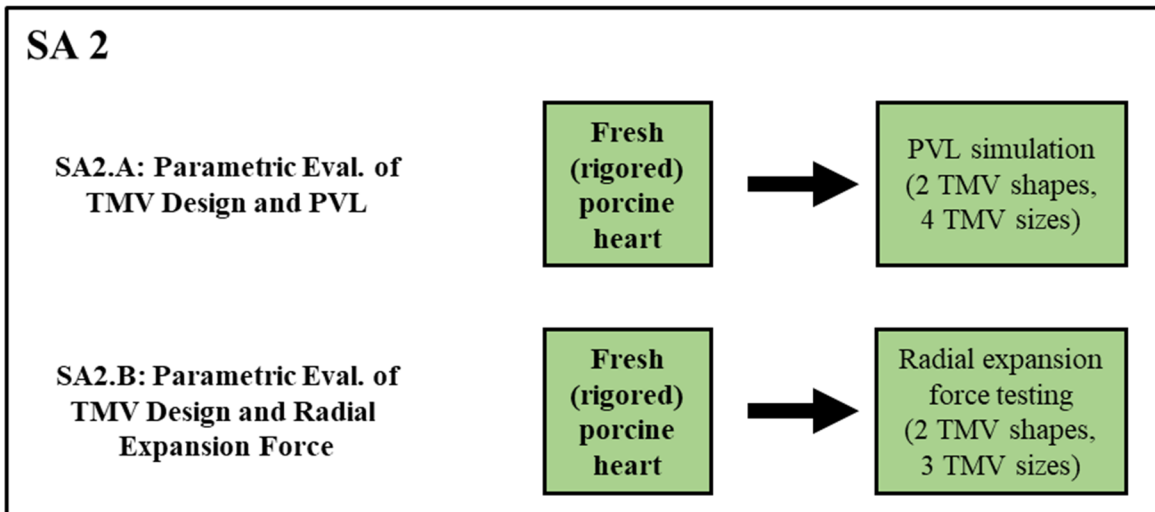 SA 2
SA2.A: Parametric Eval. of
TMV Design and PVL
Fresh
(rigored)
porcine
heart
PVL simulation
(2 TMV shapes,
4 TMV sizes)
SA2.B: Parametric Eval. of
TMV Design and Radial
Expansion Force
Fresh
(rigored)
porcine
heart
Radial expansion
force testing
(2 TMV shapes,
3 TMV sizes)